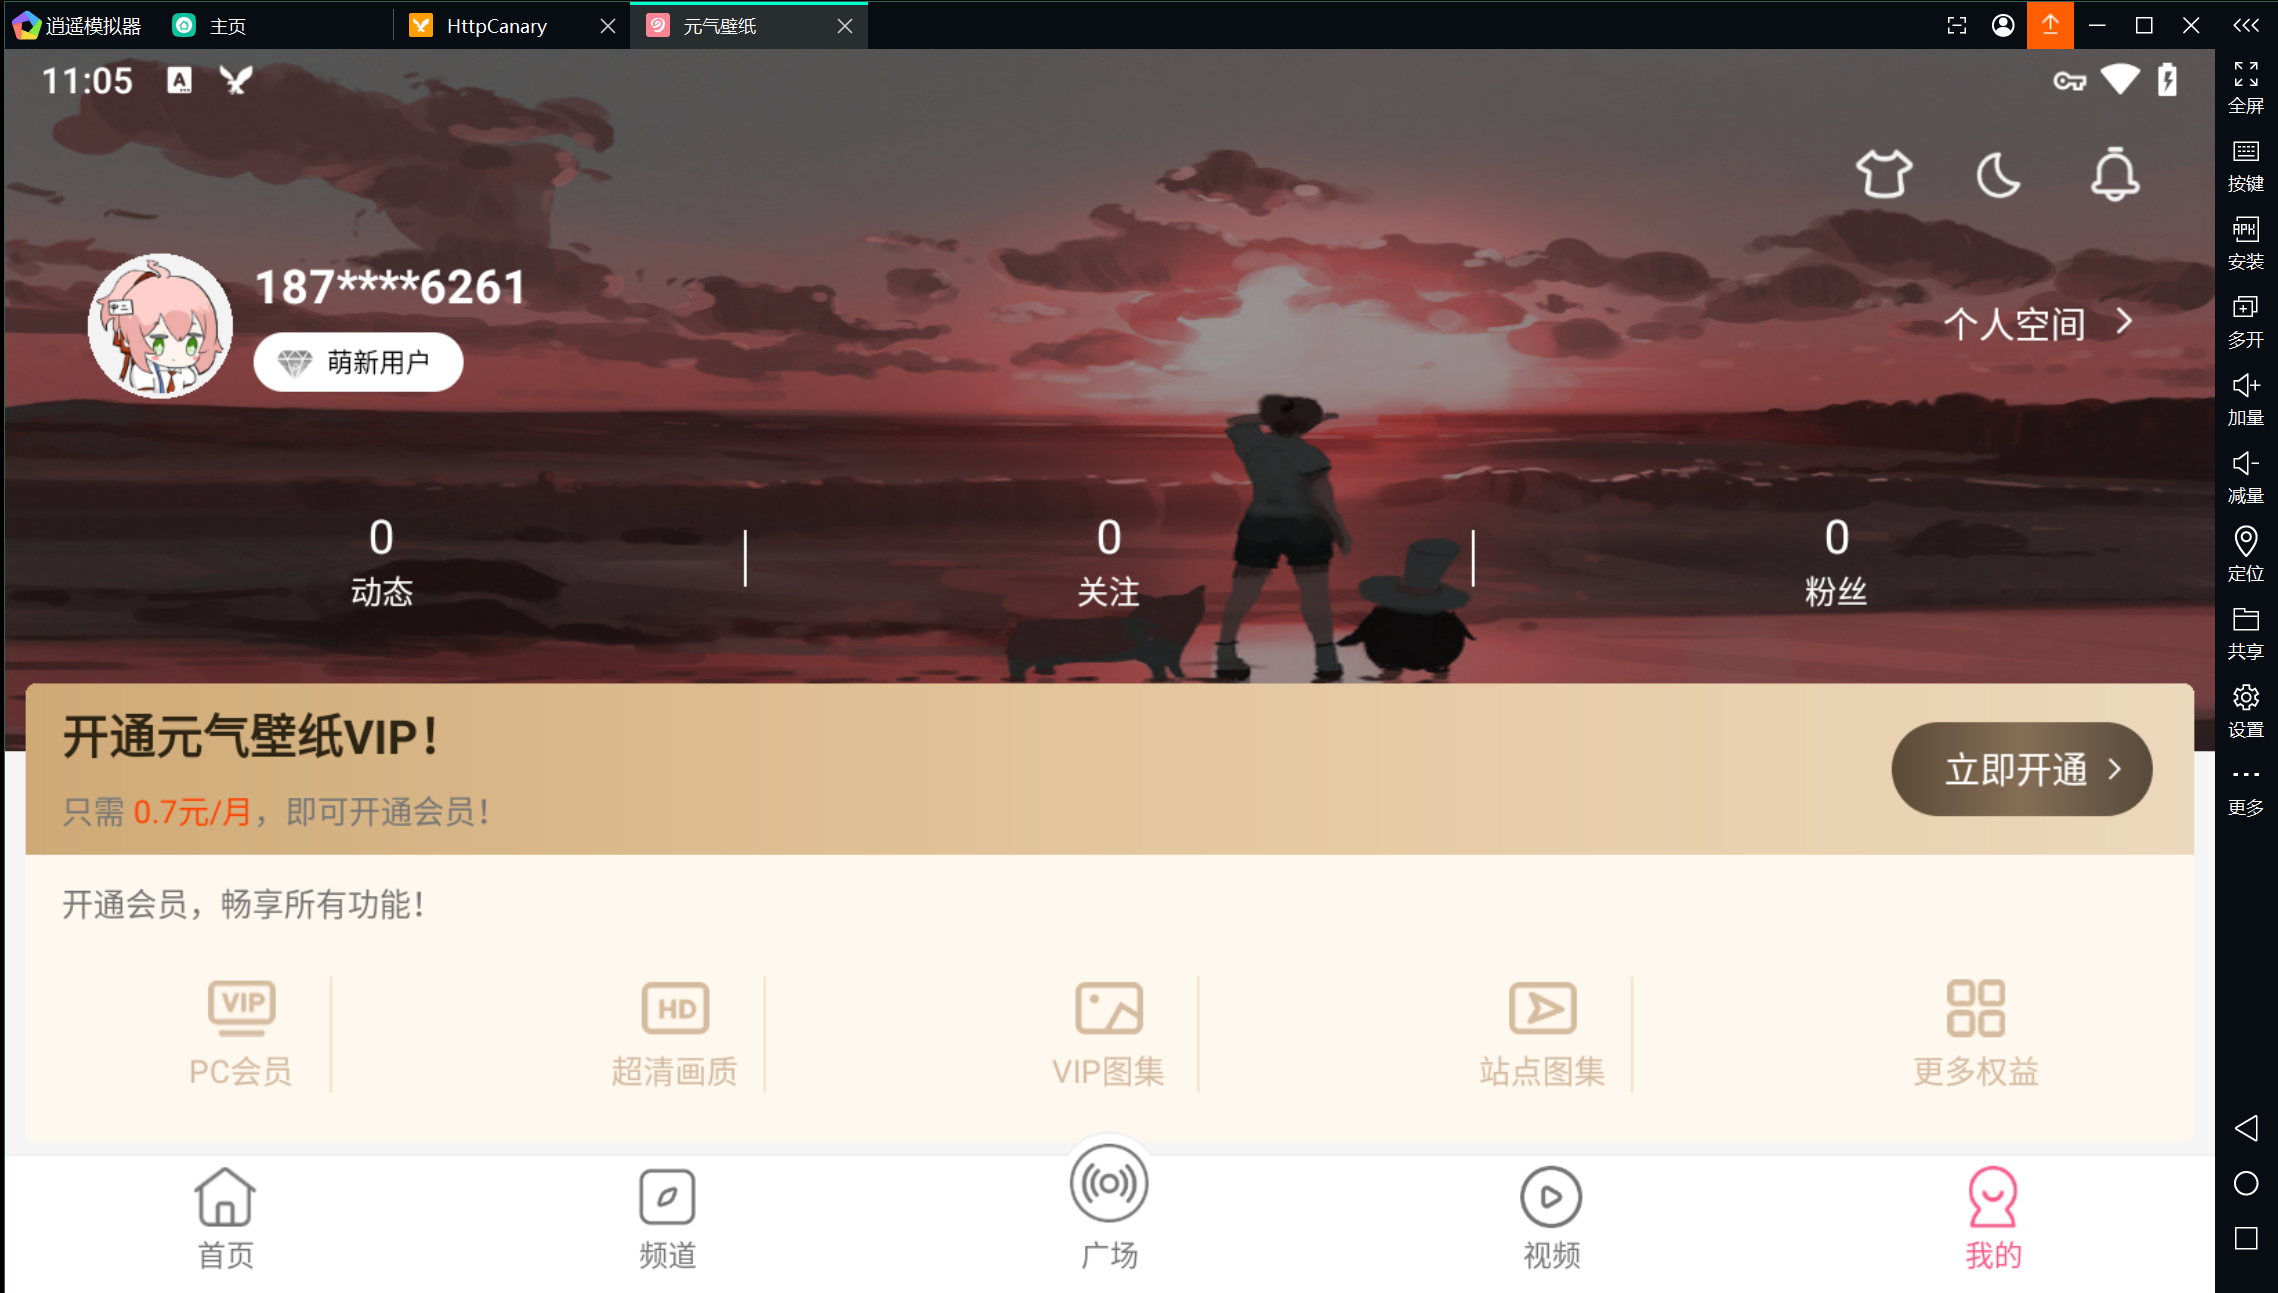 逍遥模拟器
主页
HttpCanary
元气壁纸
11:05
A
全屏
按键
APK
安装
多开
加量
减量
定位
共享
设置
更多
中二
187****6261
萌新用户
个人空间
0
动态
0
关注
0
粉丝
开通元气壁纸VIP！
只需 0.7元/月，即可开通会员！
立即开通
开通会员，畅享所有功能！
VIP
PC会员
HD
超清画质
VIP图集
站点图集
更多权益
首页
频道
广场
视频
我的